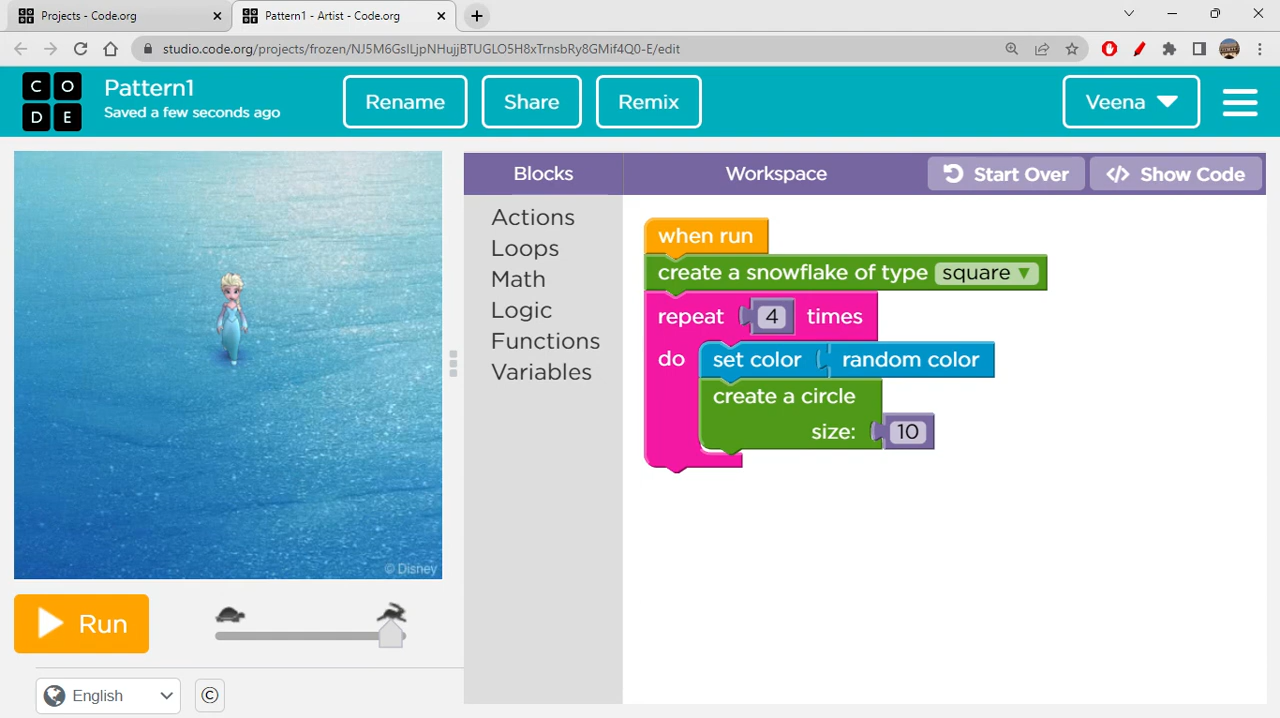 Projects - Code.org
Pattern1 - Artist - Code.org
studio.code.org/projects/frozen/NJ5M6GslLjpNHujjBTUGLO5H8xTrnsbRy8GMif4Q0-E/edit
C O D E
Pattern1
Saved a few seconds ago
Rename
Share
Remix
Veena
Blocks
Workspace
Start Over
Show Code
Actions
Loops
Math
Logic
Functions
Variables
when run
create a snowflake of type square
repeat 4 times
do set color random color
create a circle
size: 10
© Disney
Run
English
©